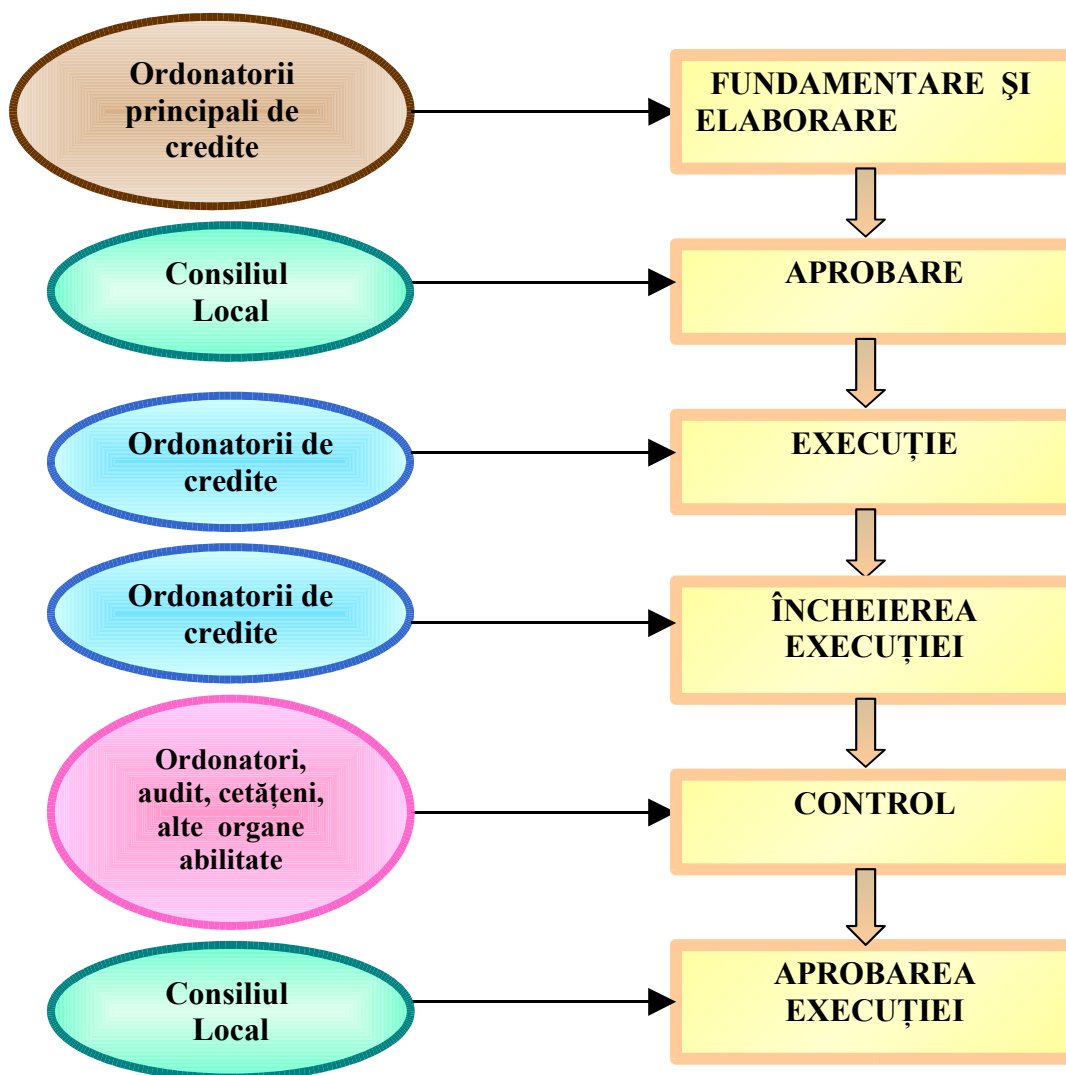 Ordonatorii
principali de
credite
FUNDAMENTARE ŞI
ELABORARE
Consiliul
Local
APROBARE
Ordonatorii de
credite
EXECUȚIE
Ordonatorii de
credite
ÎNCHEIEREA
EXECUȚIEI
Ordonatori,
audit, cetățeni,
alte organe
abilitate
CONTROL
Consiliul
Local
APROBAREA
EXECUȚIEI